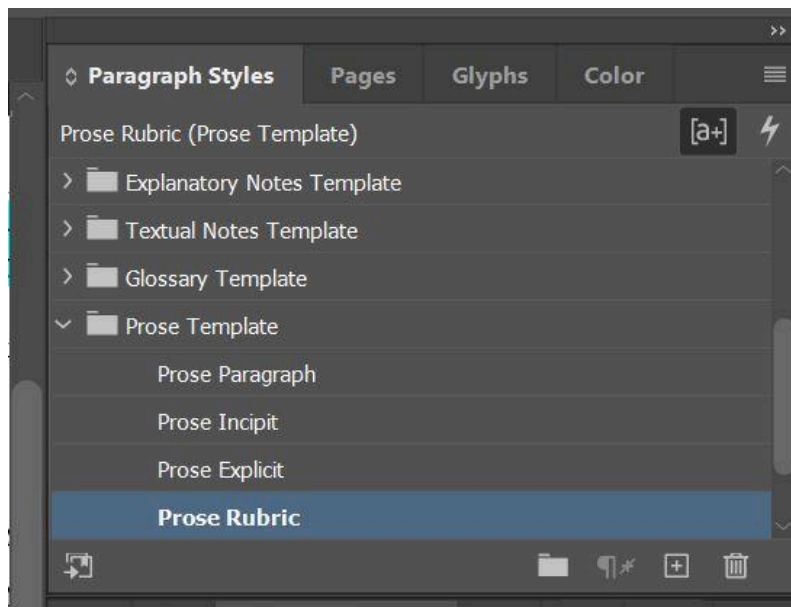 Paragraph Styles Pages Glyphs Color
Prose Rubric (Prose Template) [a+]
Explanatory Notes Template
Textual Notes Template
Glossary Template
Prose Template
Prose Paragraph
Prose Incipit
Prose Explicit
Prose Rubric